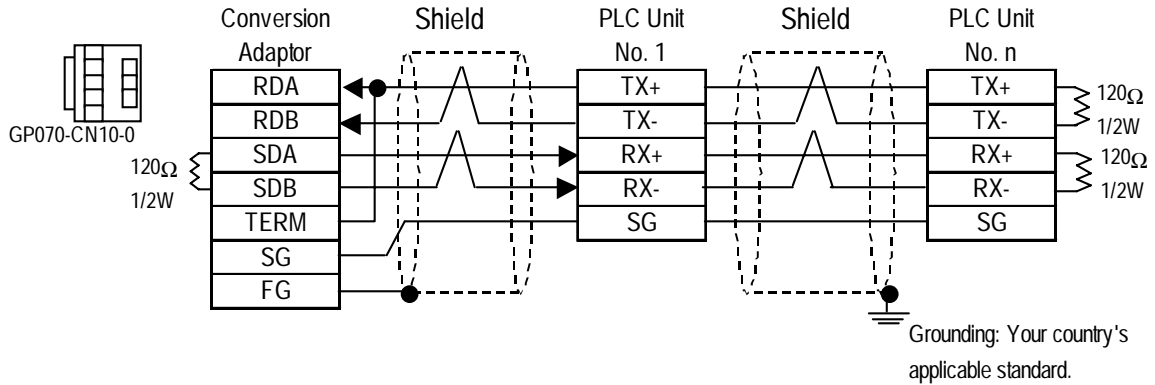 Conversion Adaptor
Shield
PLC Unit No. 1
Shield
PLC Unit No. n
GP070-CN10-0
120Ω
1/2W
RDA
RDB
SDA
SDB
TERM
SG
FG
TX+
TX-
RX+
RX-
SG
TX+
TX-
RX+
RX-
SG
120Ω
1/2W
120Ω
1/2W
Grounding: Your country's
applicable standard.